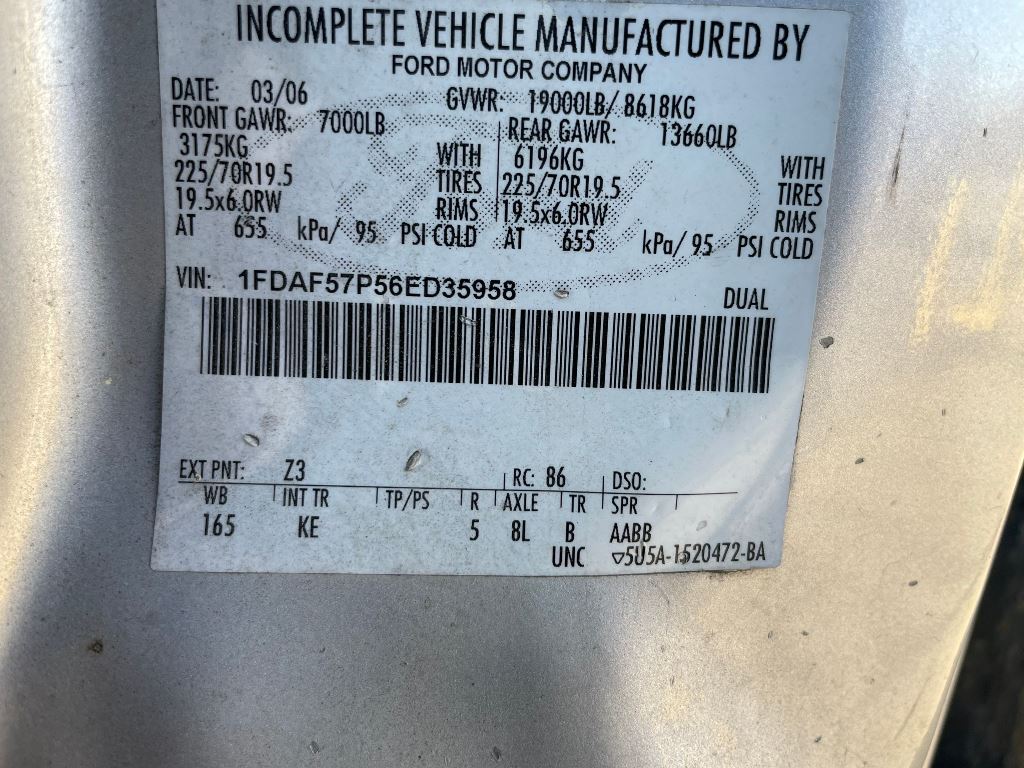 INCOMPLETE VEHICLE MANUFACTURED BY
FORD MOTOR COMPANY
DATE: 03/06 GVWR: 19000LB/ 8618KG
FRONT GAWR: 7000LB REAR GAWR: 13660LB
3175KG WITH 6196KG WITH
225/70R19.5 TIRES 225/70R19.5 TIRES
19.5x6.0RW RIMS 19.5x6.0RW RIMS
AT 655 kPa/ 95 PSI COLD AT 655 kPa/ 95 PSI COLD
VIN: 1FDAF57P56ED35958 DUAL
EXT PNT: Z3 RC: 86 DSO:
WB INT TR TP/PS R AXLE TR SPR
165 KE 5 8L B AABB
UNC ▽5U5A-1520472-BA